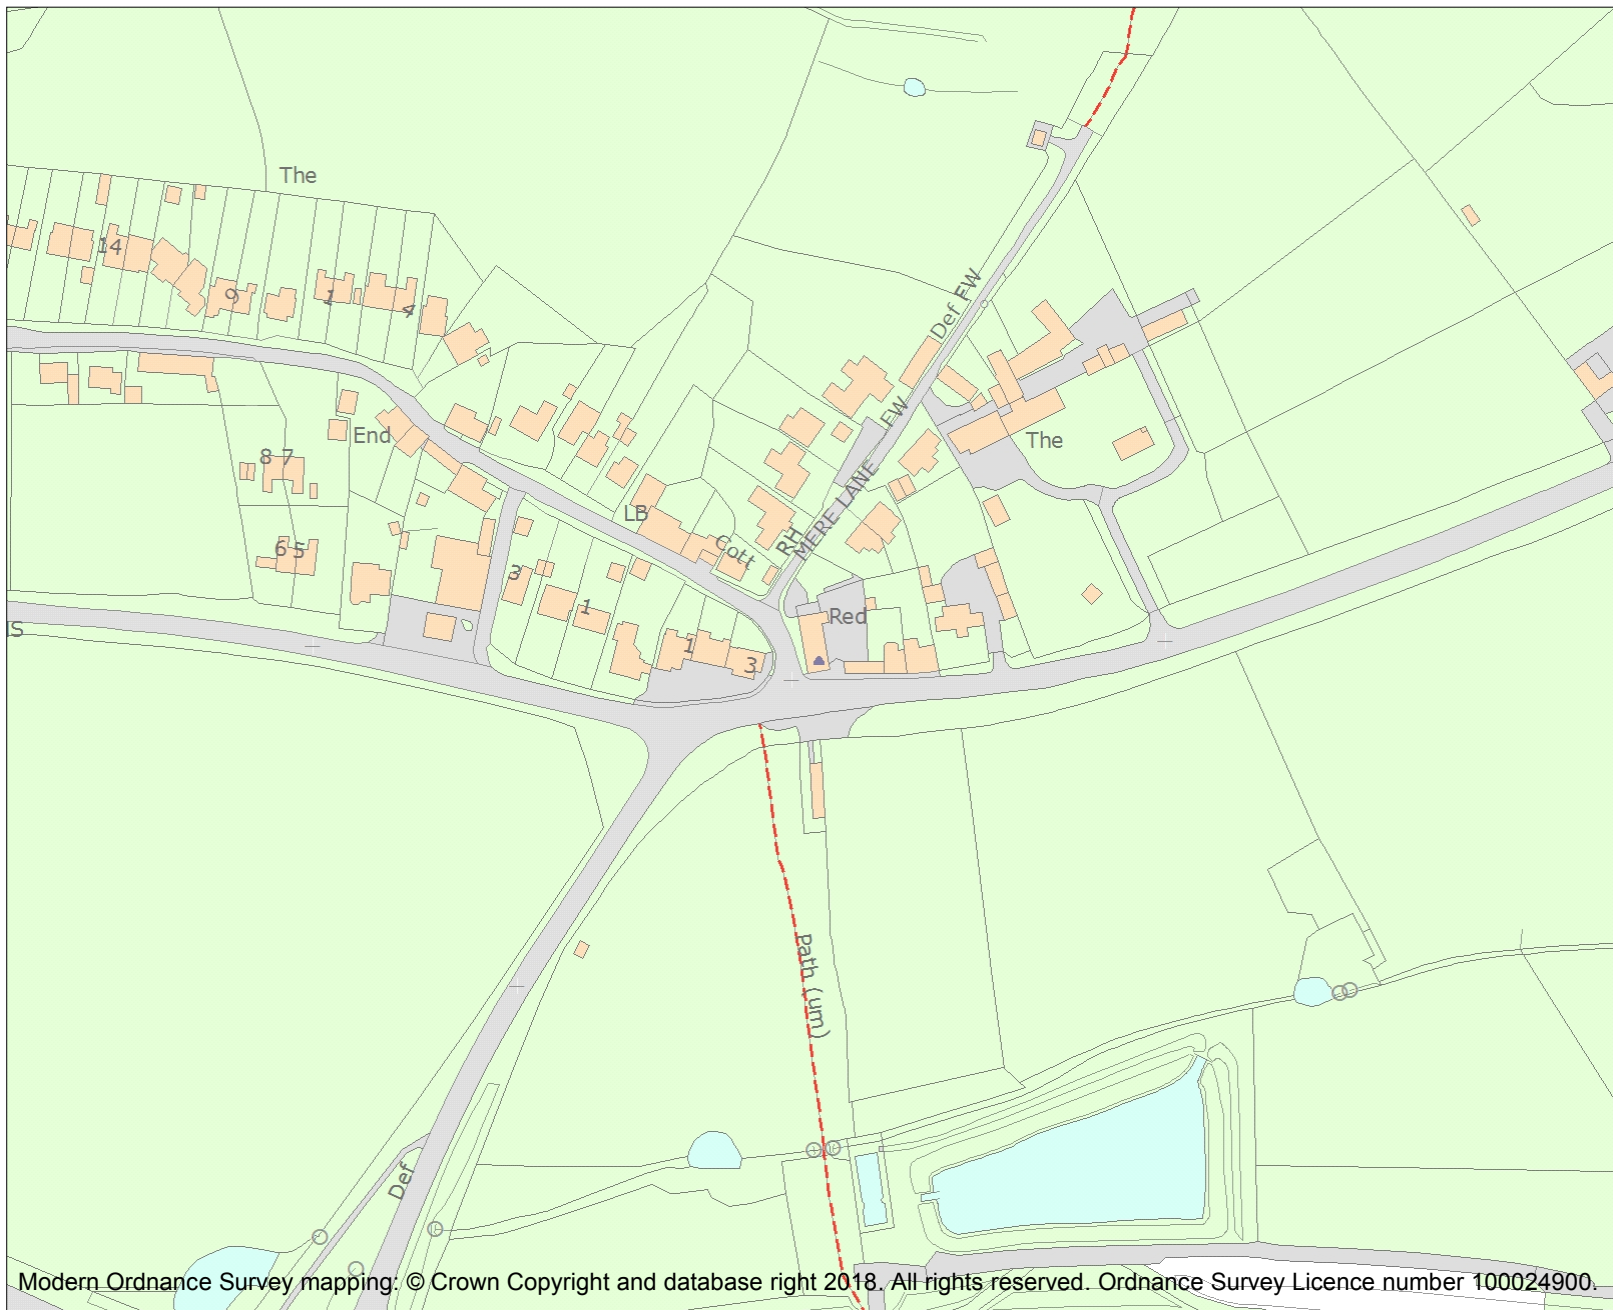 The
14
9
1
4
Def FW
FW
End
8 7
The
LB
MERE LANE
RH
Cott
6 5
3
1
Red
1
3
Path (um)
Def
Modern Ordnance Survey mapping: © Crown Copyright and database right 2018. All rights reserved. Ordnance Survey Licence number 100024900.